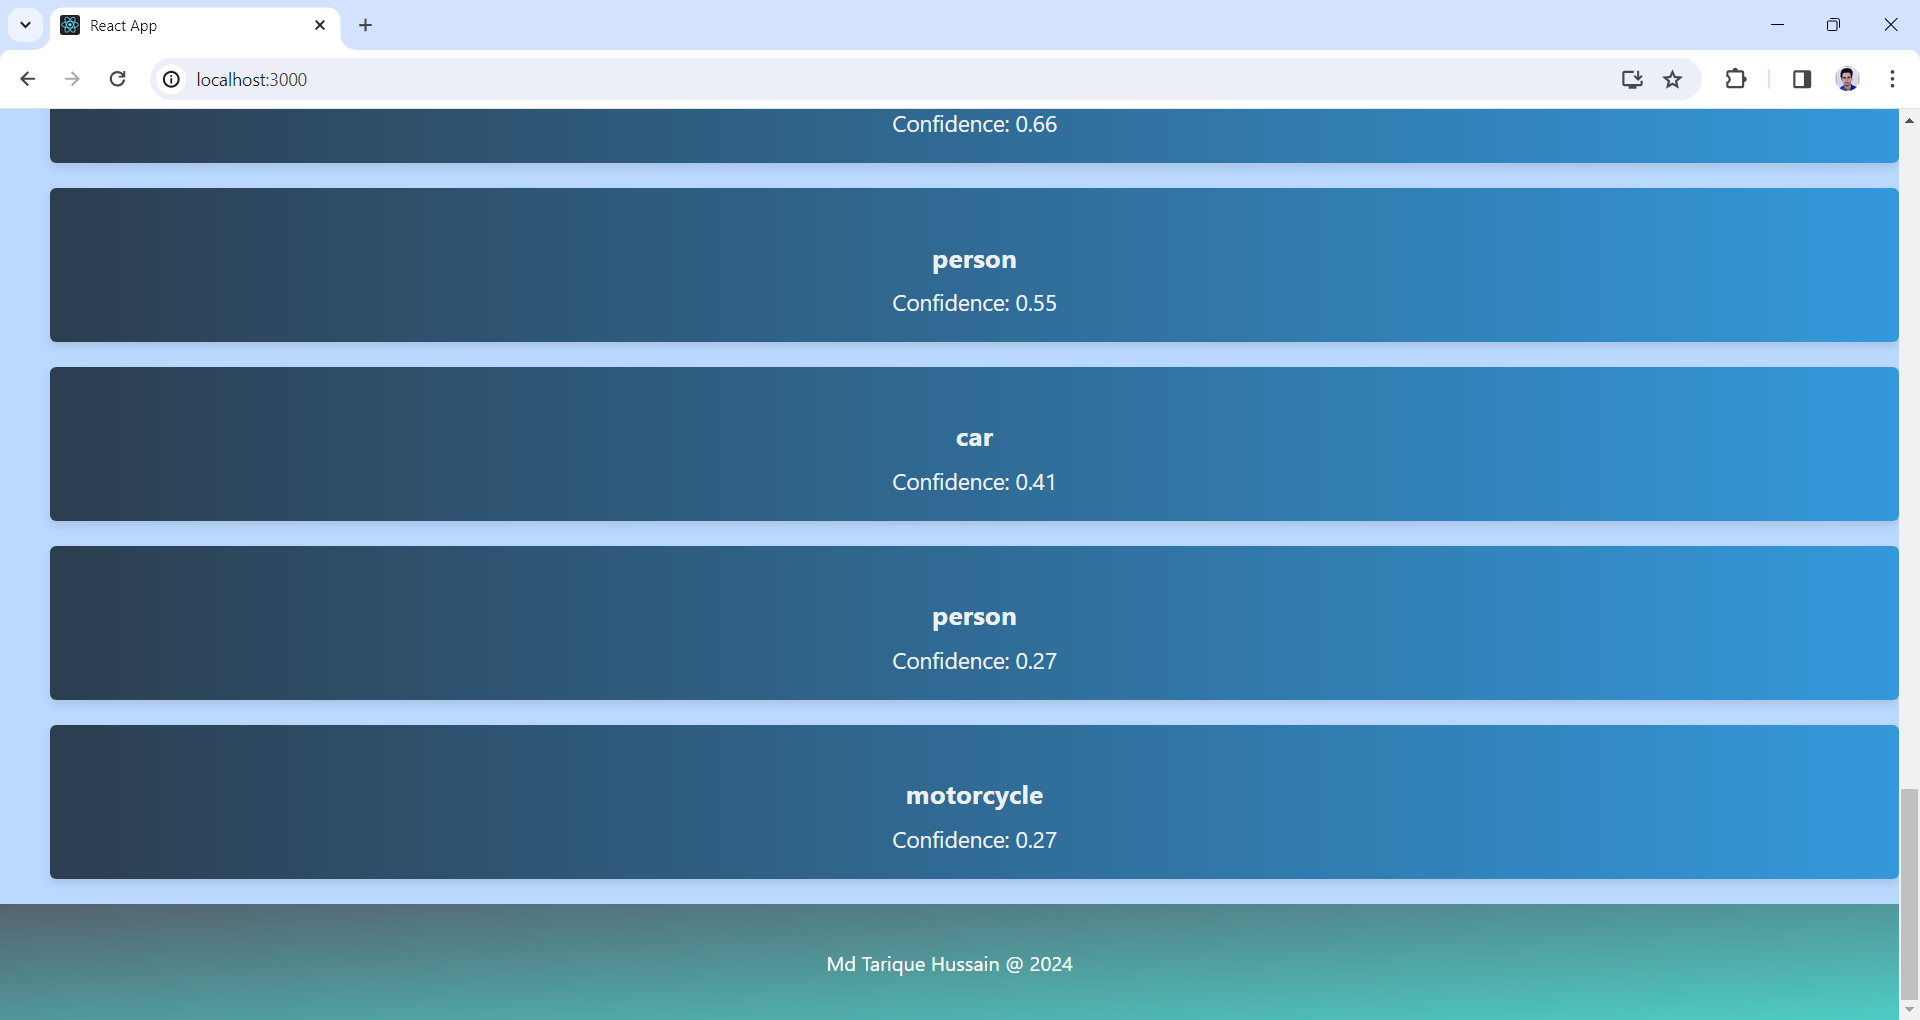 React App
localhost:3000
Confidence: 0.66
person
Confidence: 0.55
car
Confidence: 0.41
person
Confidence: 0.27
motorcycle
Confidence: 0.27
Md Tarique Hussain @ 2024